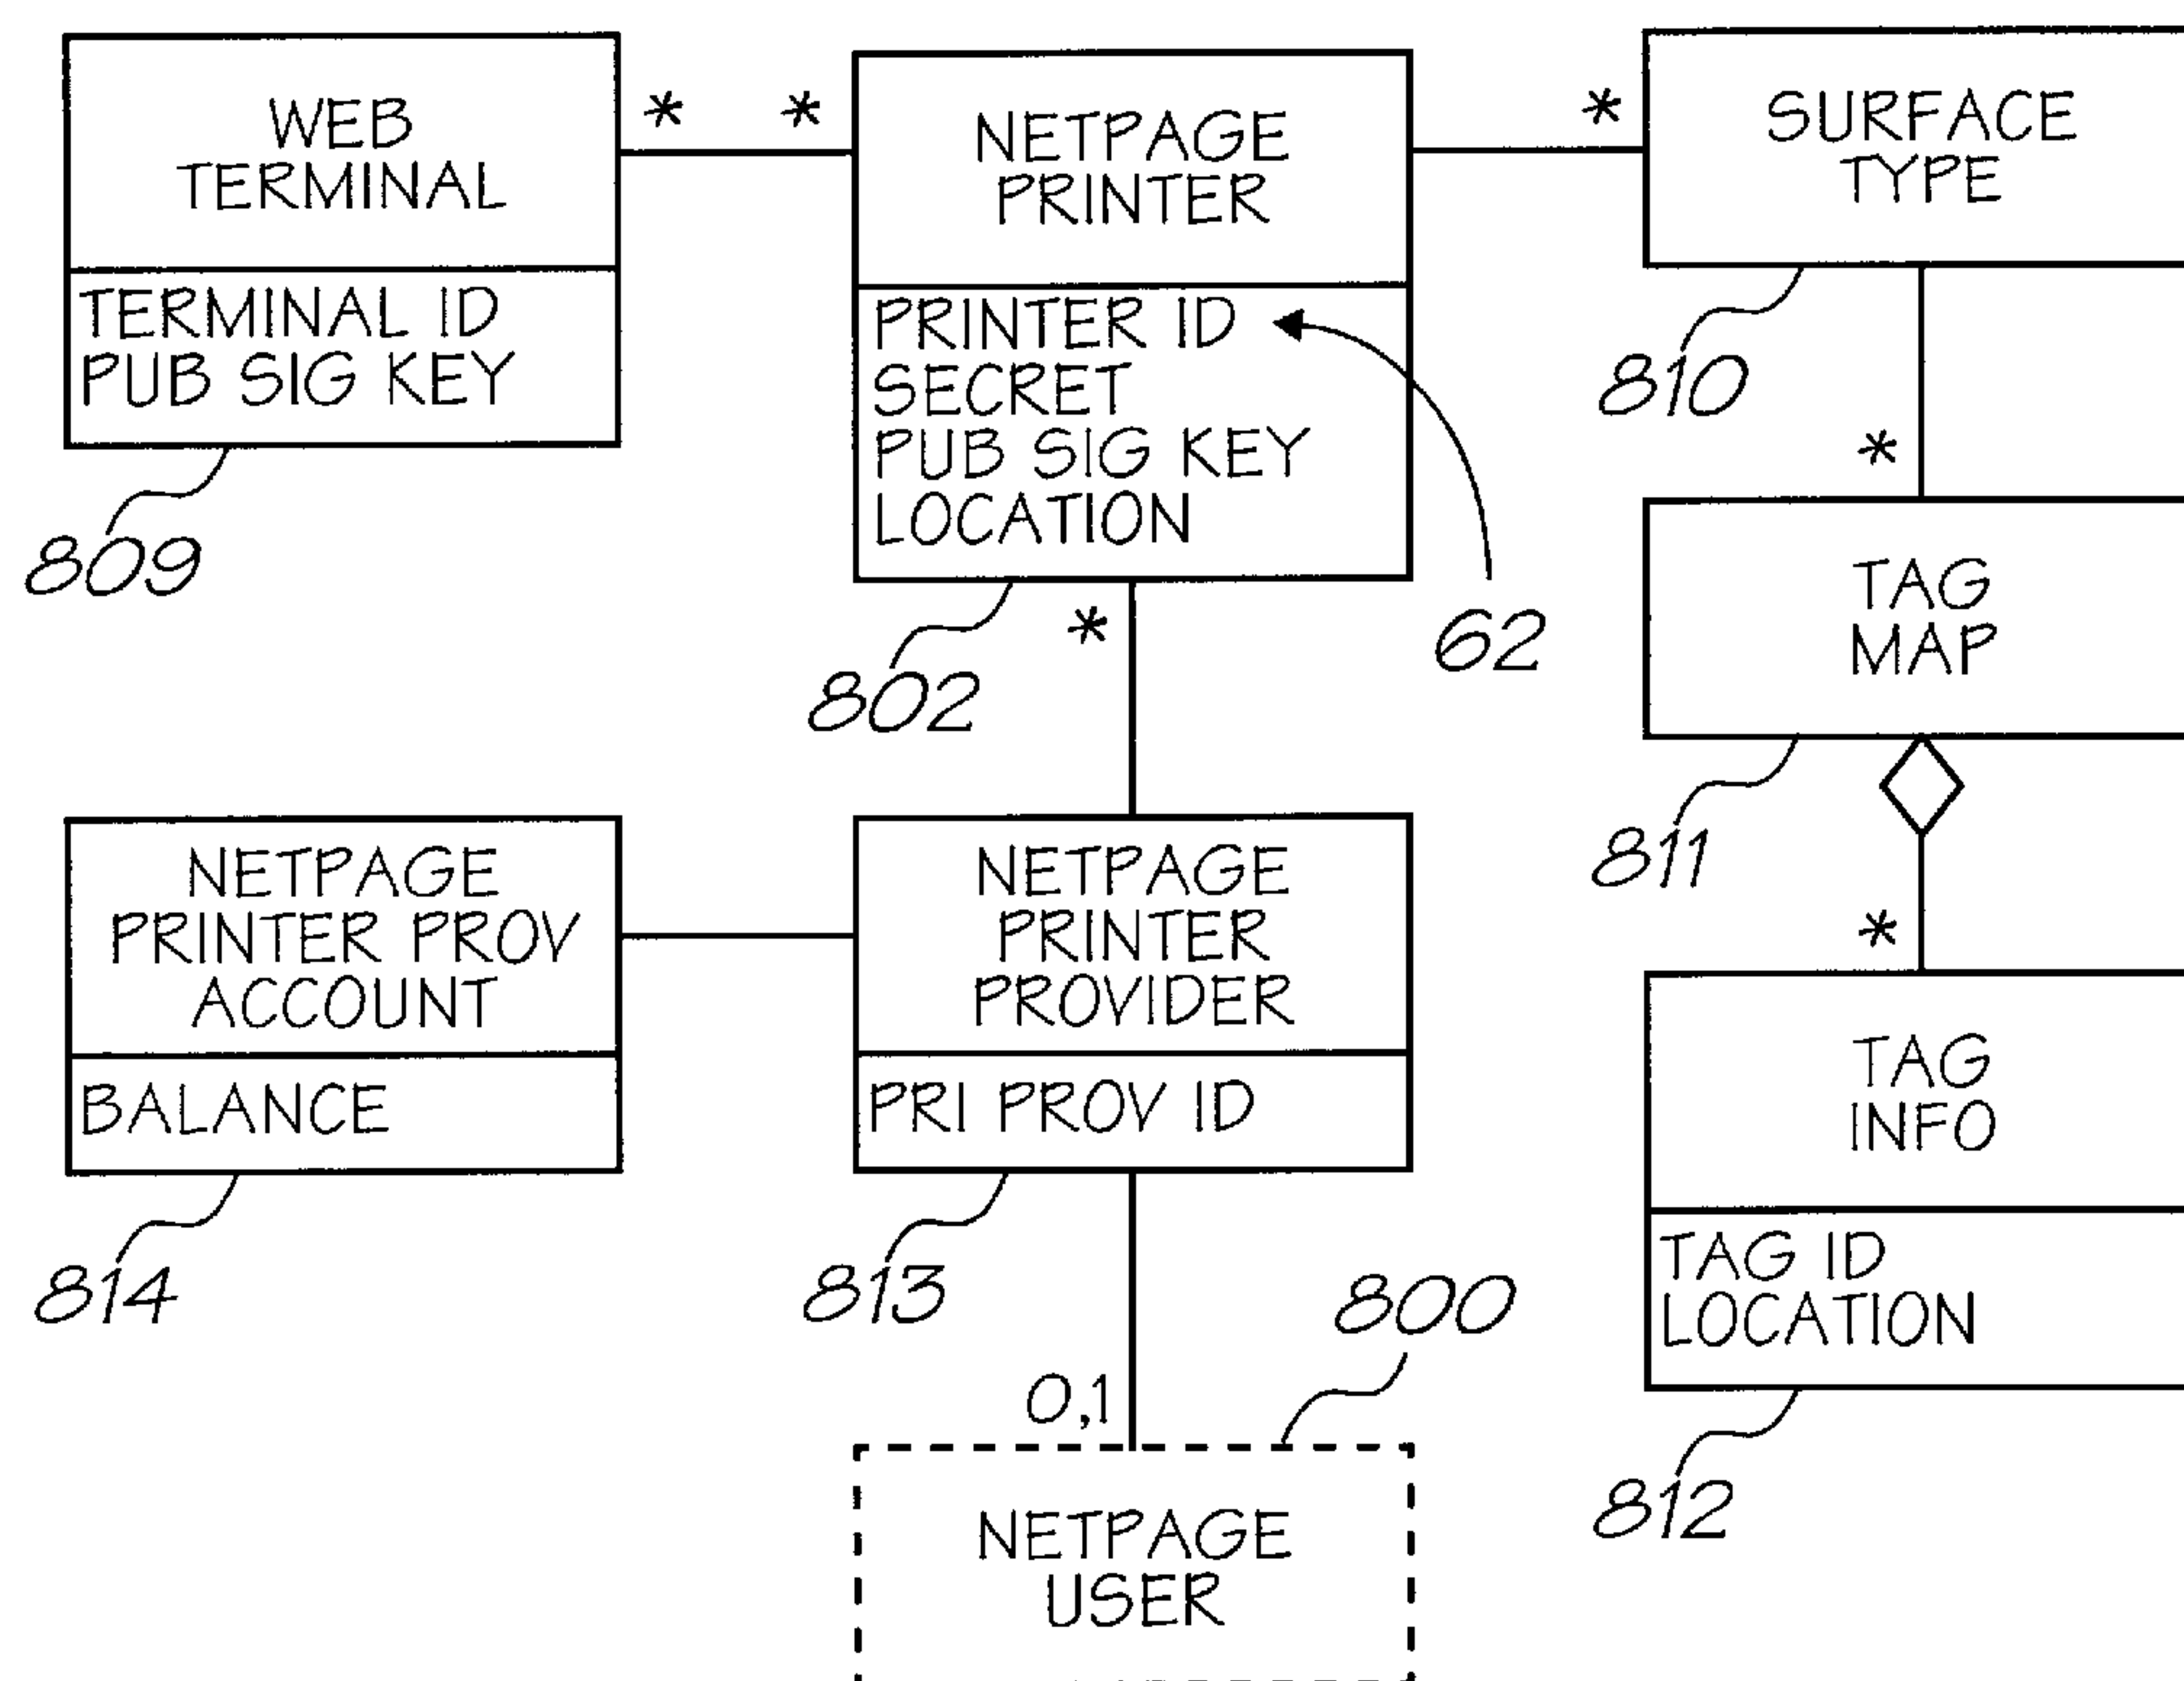 WEB
TERMINAL
TERMINAL ID
PUB SIG KEY
809
*
*
NETPAGE
PRINTER
PRINTER ID
SECRET
PUB SIG KEY
LOCATION
62
802
*
*
SURFACE
TYPE
810
*
TAG
MAP
811
*
TAG
INFO
TAG ID
LOCATION
812
NETPAGE
PRINTER PROV
ACCOUNT
BALANCE
814
NETPAGE
PRINTER
PROVIDER
PRI PROV ID
813
0,1
800
NETPAGE
USER